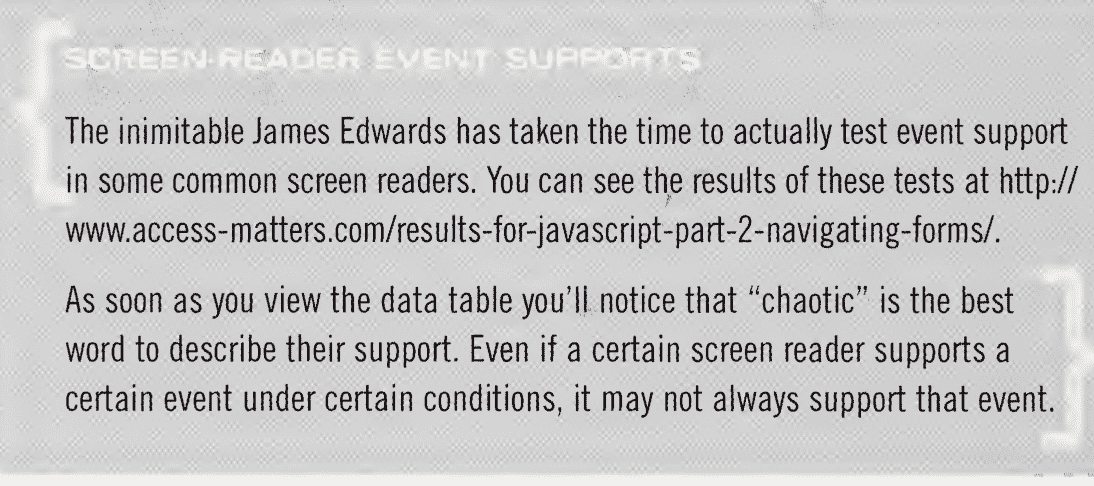 SCREEN-READER EVENT SUPPORTS
The inimitable James Edwards has taken the time to actually test event support
in some common screen readers. You can see the results of these tests at http://
www.access-matters.com/results-for-javascript-part-2-navigating-forms/.
As soon as you view the data table you’ll notice that “chaotic” is the best
word to describe their support. Even if a certain screen reader supports a
certain event under certain conditions, it may not always support that event.